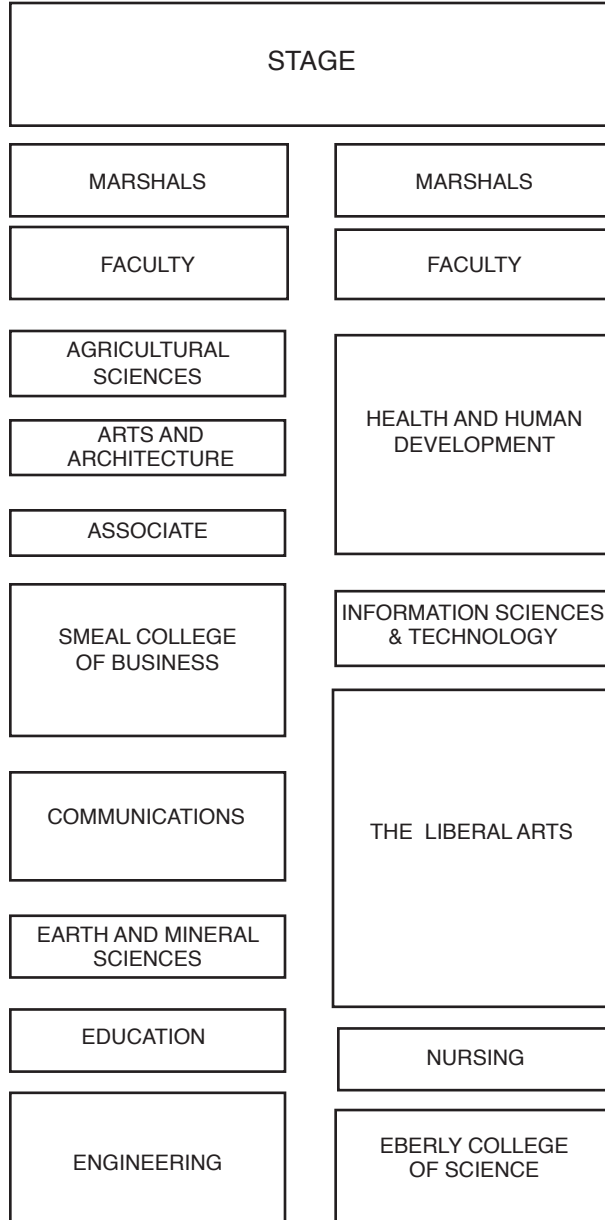 STAGE
MARSHALS
FACULTY
AGRICULTURAL
SCIENCES
ARTS AND
ARCHITECTURE
ASSOCIATE
SMEAL COLLEGE
OF BUSINESS
COMMUNICATIONS
EARTH AND MINERAL
SCIENCES
EDUCATION
ENGINEERING
MARSHALS
FACULTY
HEALTH AND HUMAN
DEVELOPMENT
INFORMATION SCIENCES
& TECHNOLOGY
THE LIBERAL ARTS
NURSING
EBERLY COLLEGE
OF SCIENCE